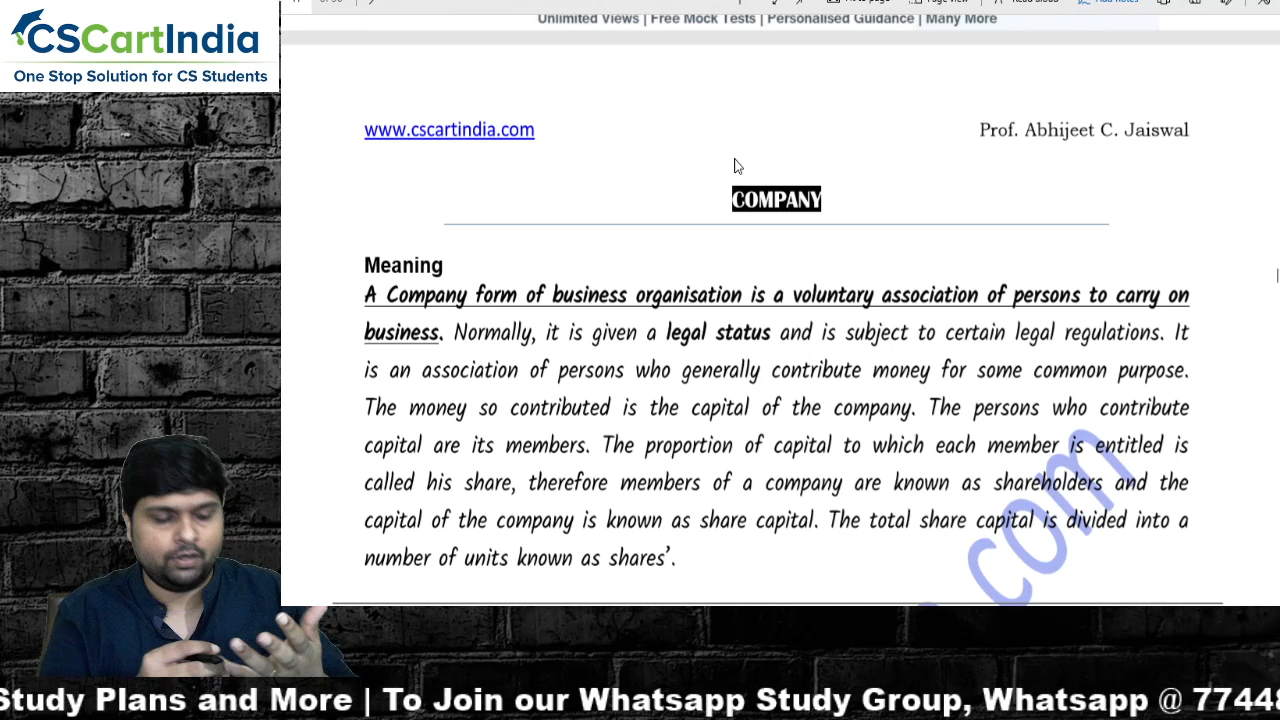 Unlimited Views | Free Mock Tests | Personalised Guidance | Many More
CSCartIndia
One Stop Solution for CS Students
www.cscartindia.com
Prof. Abhijeet C. Jaiswal
COMPANY
Meaning
A Company form of business organisation is a voluntary association of persons to carry on
business. Normally, it is given a legal status and is subject to certain legal regulations. It
is an association of persons who generally contribute money for some common purpose.
The money so contributed is the capital of the company. The persons who contribute
capital are its members. The proportion of capital to which each member is entitled is
called his share, therefore members of a company are known as shareholders and the
capital of the company is known as share capital. The total share capital is divided into a
number of units known as shares’.
.com
Study Plans and More | To Join our Whatsapp Study Group, Whatsapp @ 7744